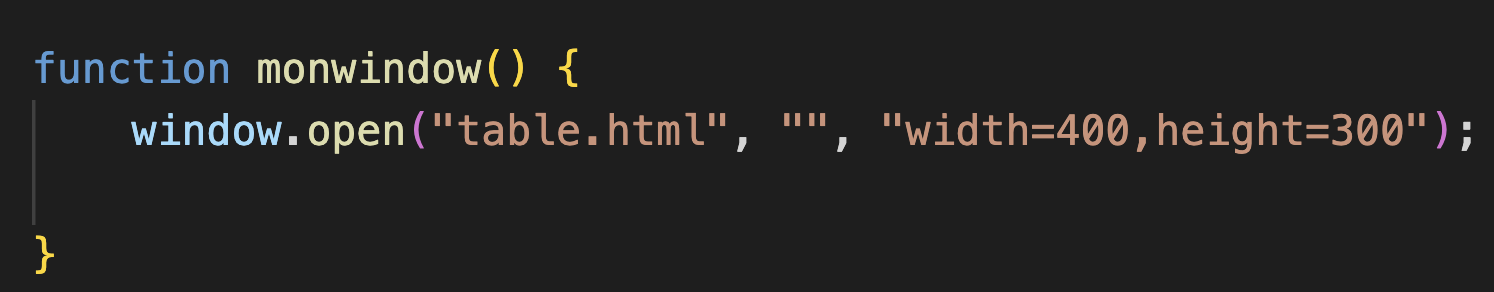 function monwindow() {
    window.open("table.html", "", "width=400,height=300");
}